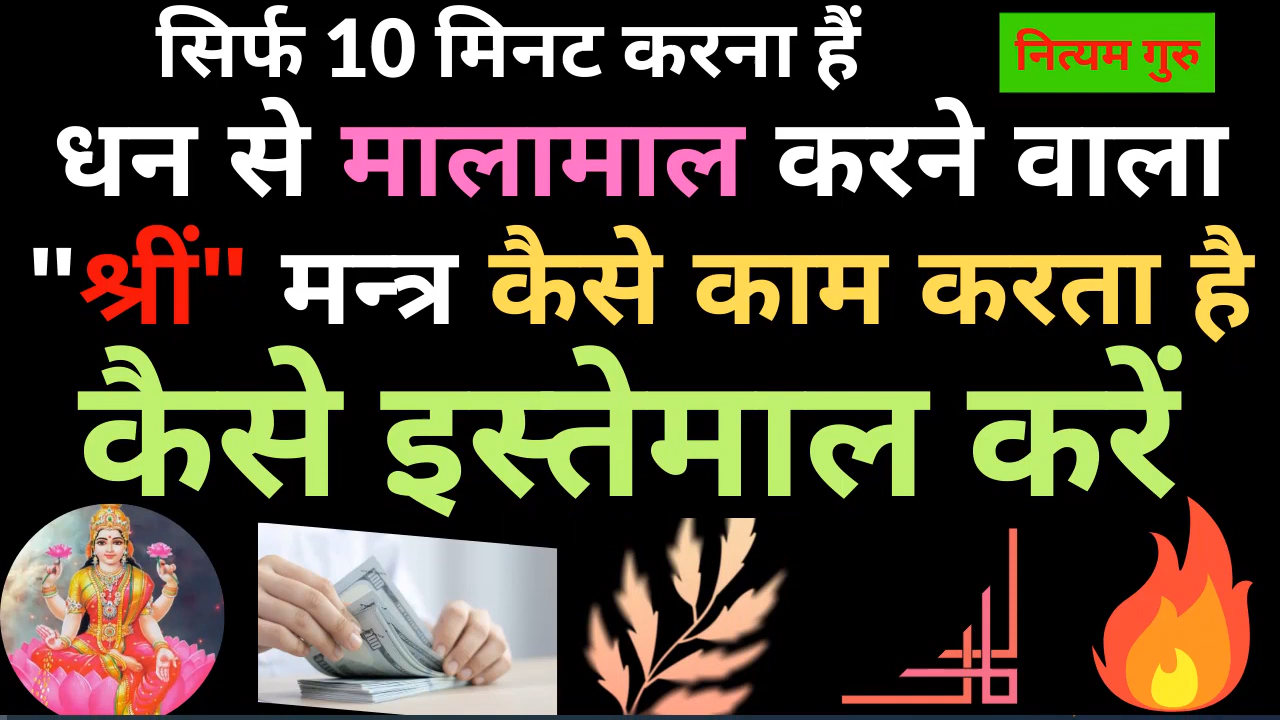 सिर्फ 10 मिनट करना हैं
नित्यम गुरु
धन से मालामाल करने वाला
"श्रीं" मन्त्र कैसे काम करता है
कैसे इस्तेमाल करें